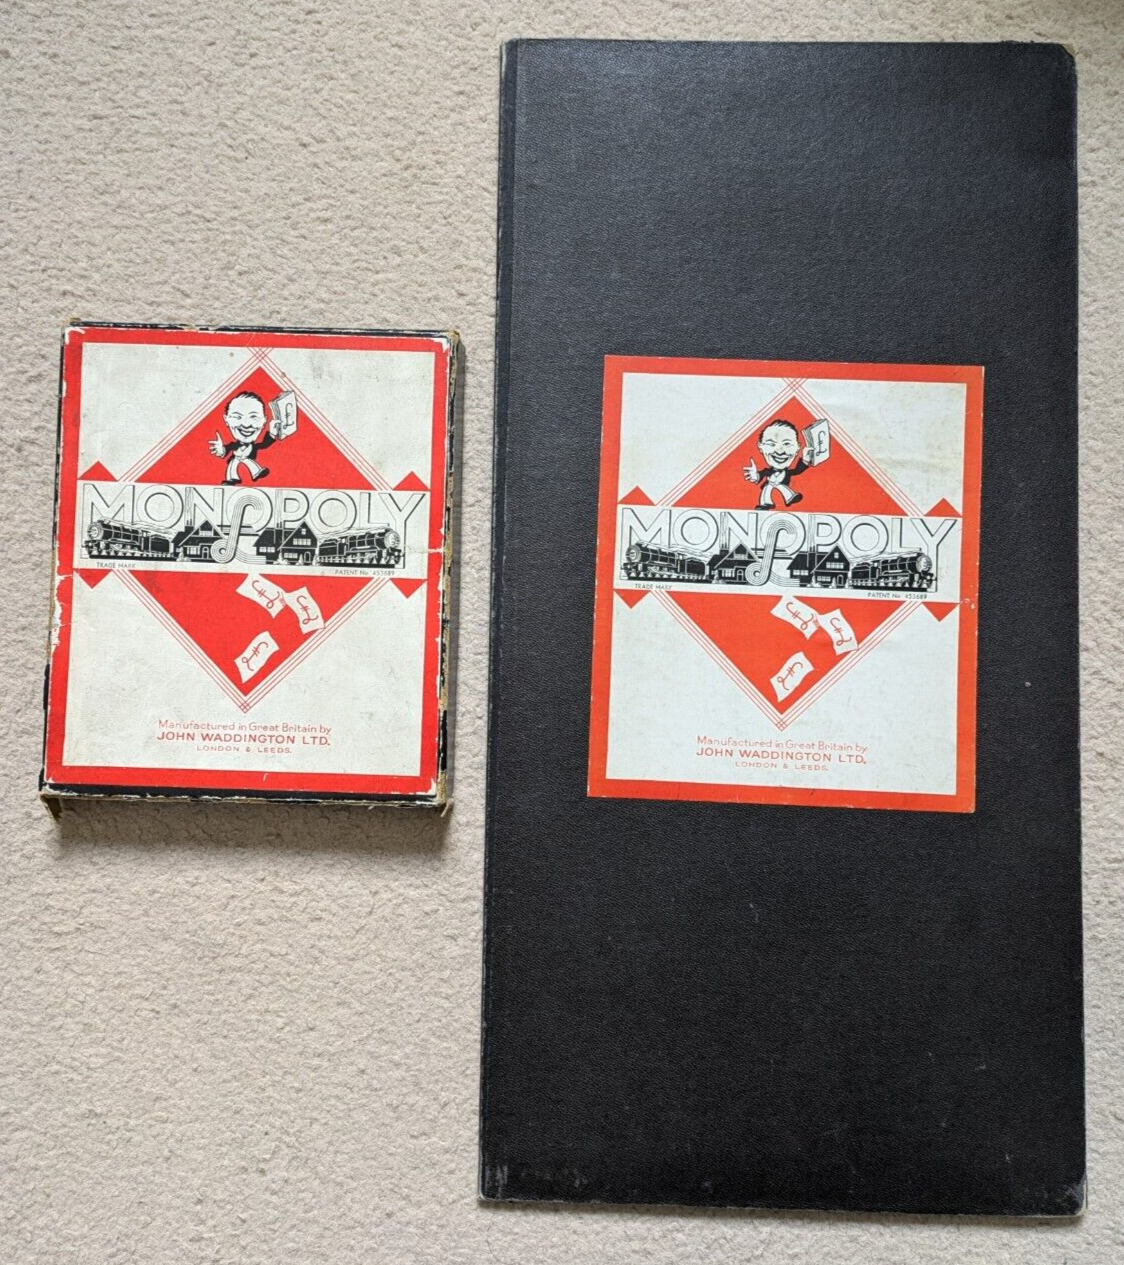 £
MONOPOLY
TRADE MARK
PATENT No 453689
£
£
£
Manufactured in Great Britain by
JOHN WADDINGTON LTD.
LONDON & LEEDS.
£
MONOPOLY
TRADE MARK
PATENT No 453689
£
£
£
Manufactured in Great Britain by
JOHN WADDINGTON LTD.
LONDON & LEEDS.